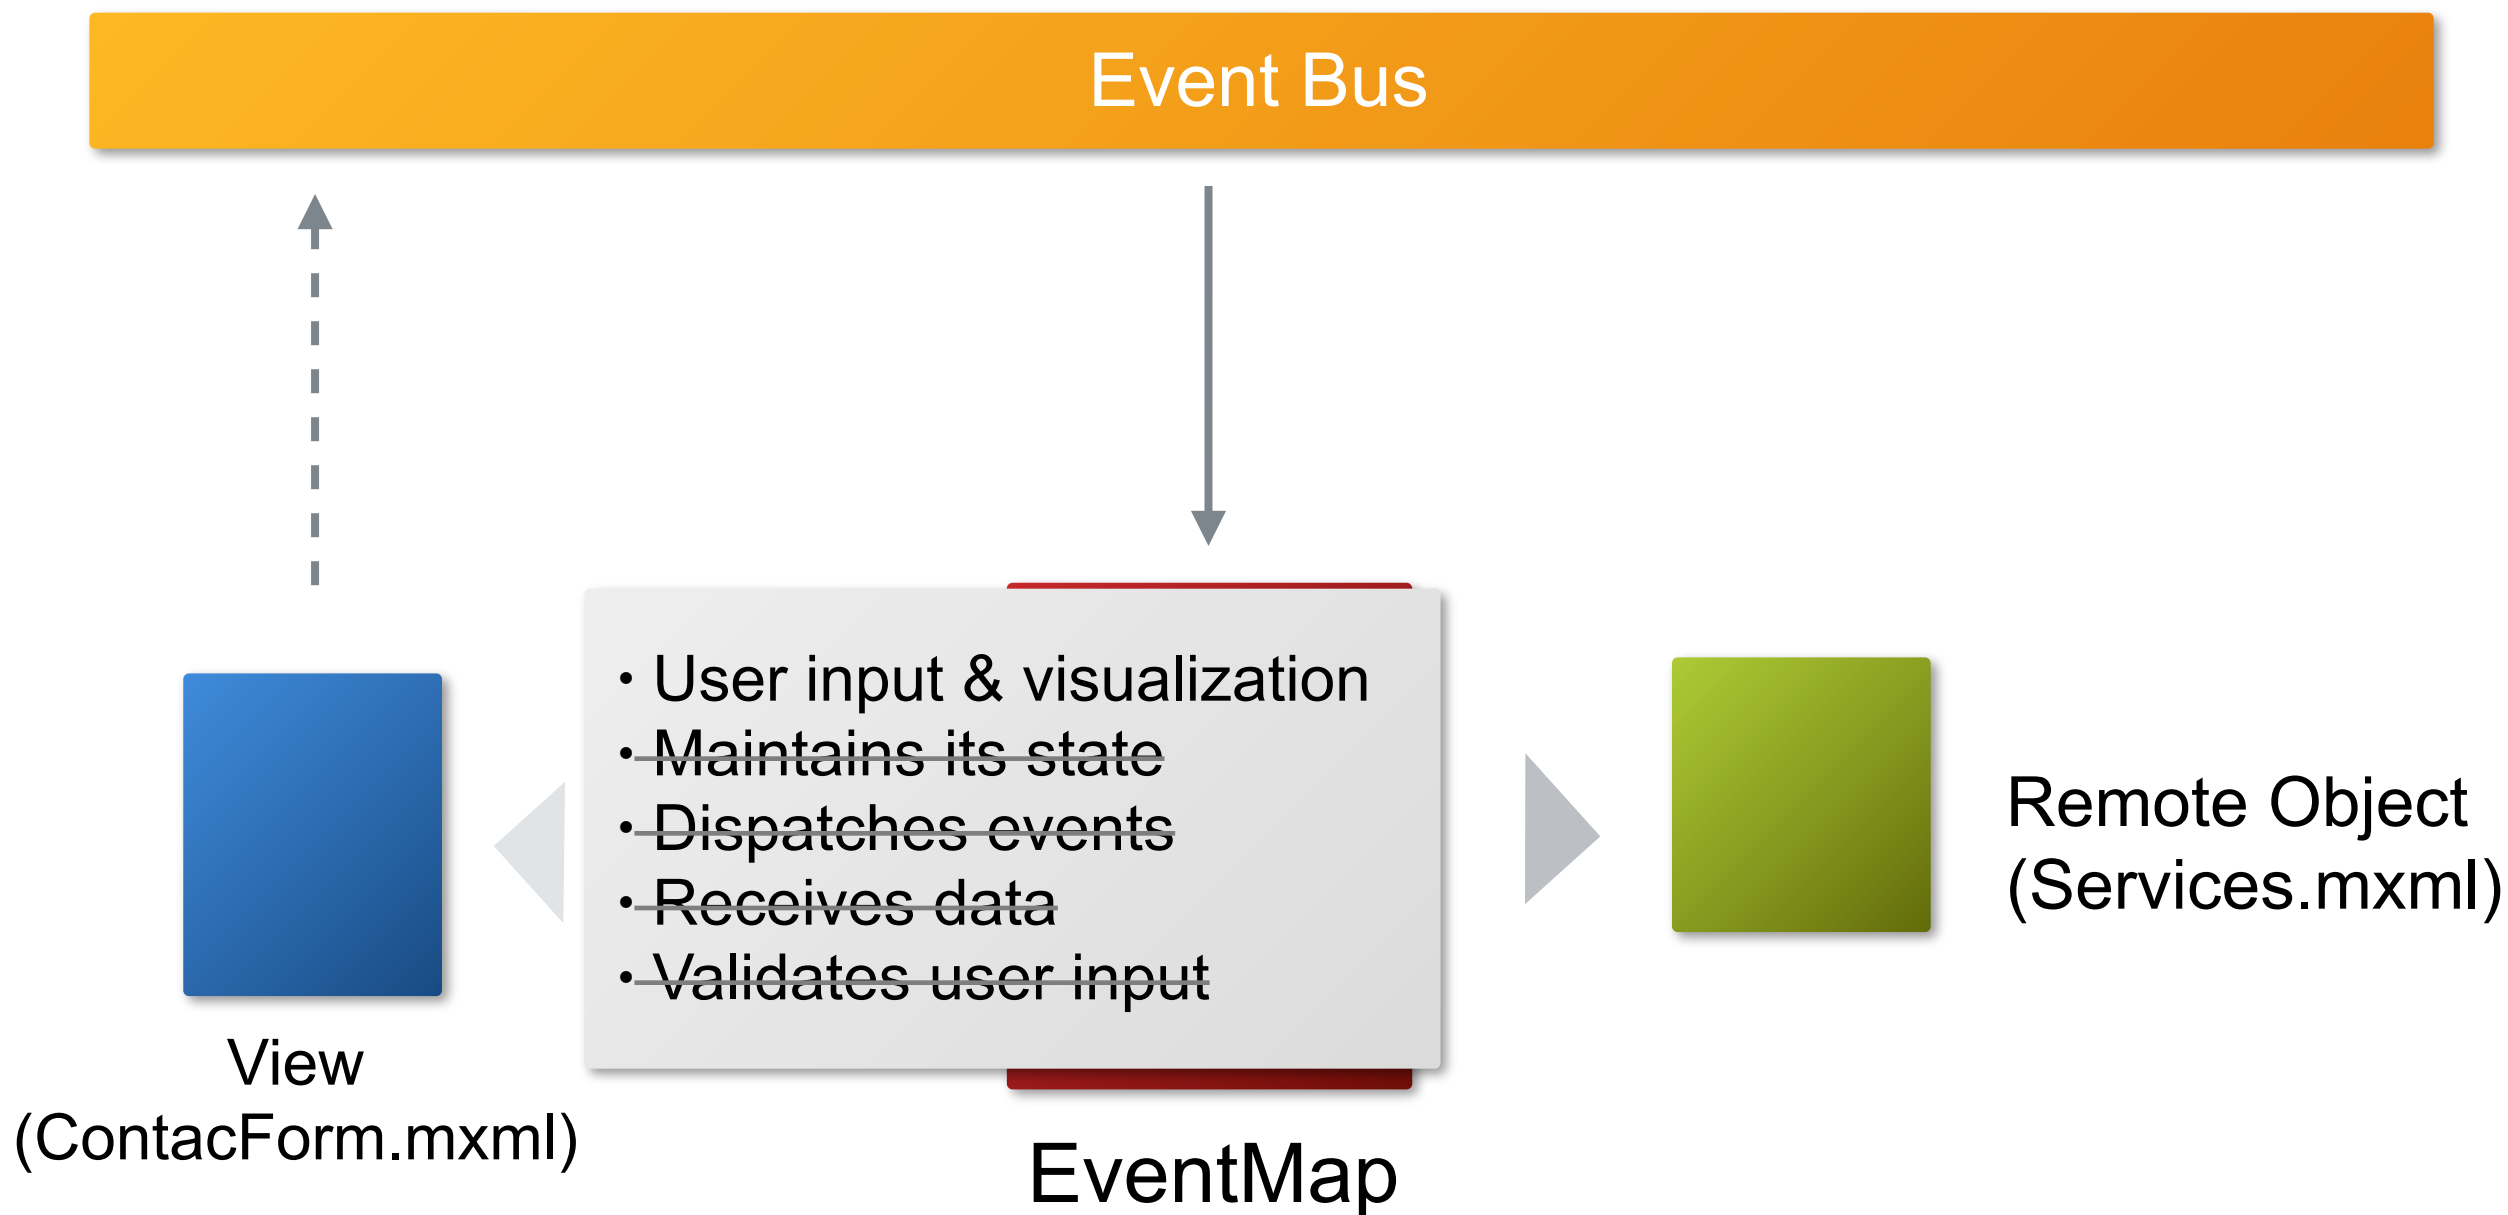 Event Bus
• User input & visualization
• Maintains its state
• Dispatches events
• Receives data
• Validates user input
Remote Object
(Services.mxml)
View
(ContacForm.mxml)
EventMap